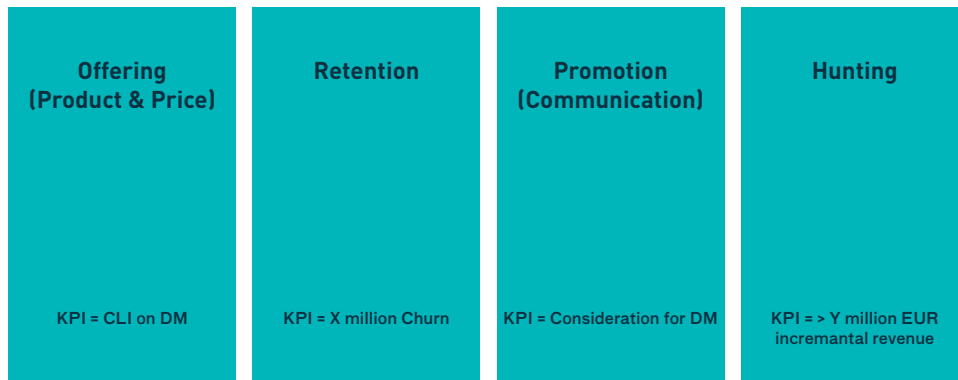 Offering
(Product & Price)
KPI = CLI on DM
Retention
KPI = X million Churn
Promotion
(Communication)
KPI = Consideration for DM
Hunting
KPI = > Y million EUR
incremantal revenue